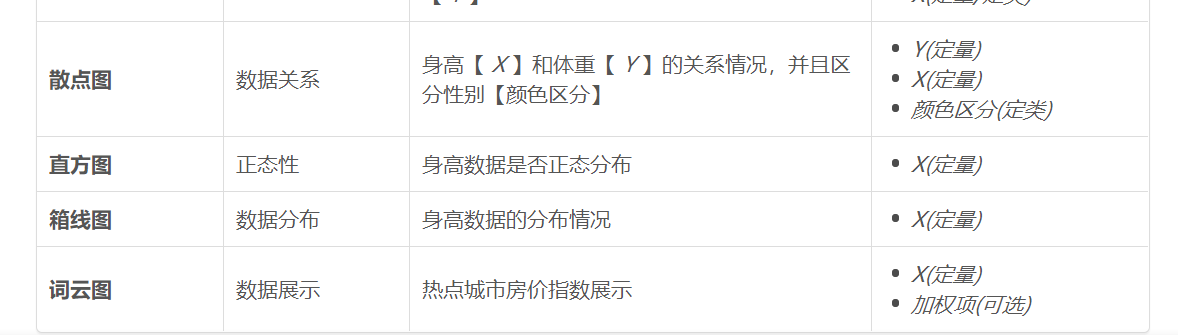 【 Y 】
X(定量/定类)
散点图
数据关系
身高【 X 】和体重【 Y 】的关系情况，并且区
分性别【颜色区分】
Y(定量)
X(定量)
颜色区分(定类)
直方图
正态性
身高数据是否正态分布
X(定量)
箱线图
数据分布
身高数据的分布情况
X(定量)
词云图
数据展示
热点城市房价指数展示
X(定量)
加权项(可选)